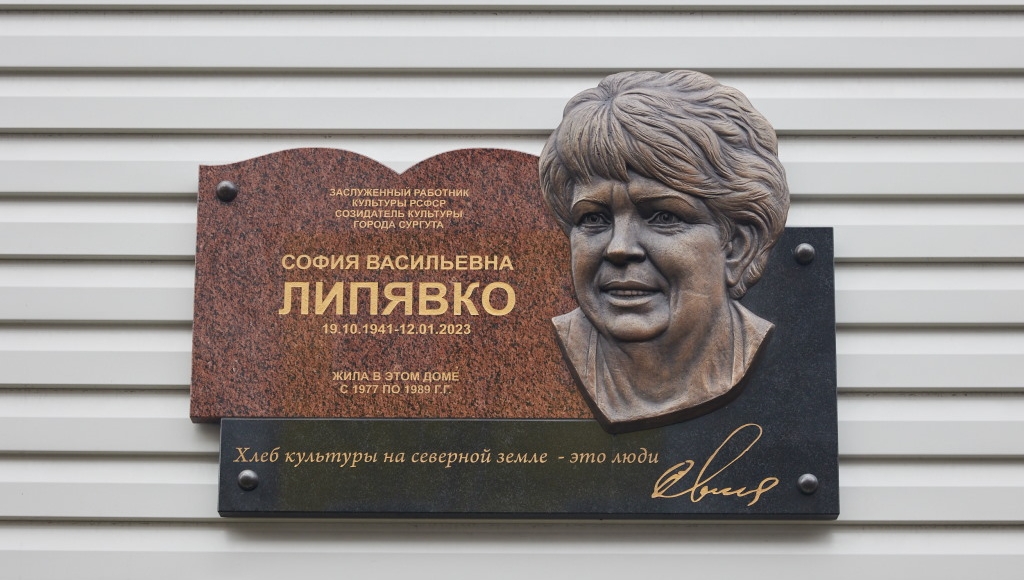 ЗАСЛУЖЕННЫЙ РАБОТНИК
КУЛЬТУРЫ РСФСР
СОЗИДАТЕЛЬ КУЛЬТУРЫ
ГОРОДА СУРГУТА
СОФИЯ ВАСИЛЬЕВНА
ЛИПЯВКО
19.10.1941-12.01.2023
ЖИЛА В ЭТОМ ДОМЕ
С 1977 ПО 1989 Г.Г.
Хлеб культуры на северной земле - это люди